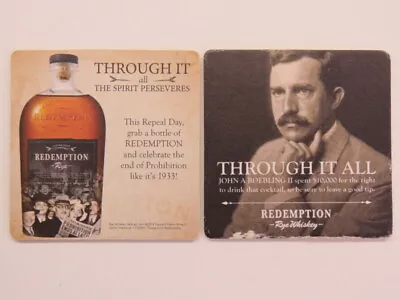 THROUGH IT
all
THE SPIRIT PERSEVERES
This Repeal Day,
grab a bottle of
REDEMPTION
and celebrate the
end of Prohibition
like it's 1933!
REDEMPTION
Rye
THROUGH IT ALL
JOHN A ROEBLING II spent $10,000 for the right
to drink that cocktail, so be sure to leave a good tip.
REDEMPTION
Rye Whiskey